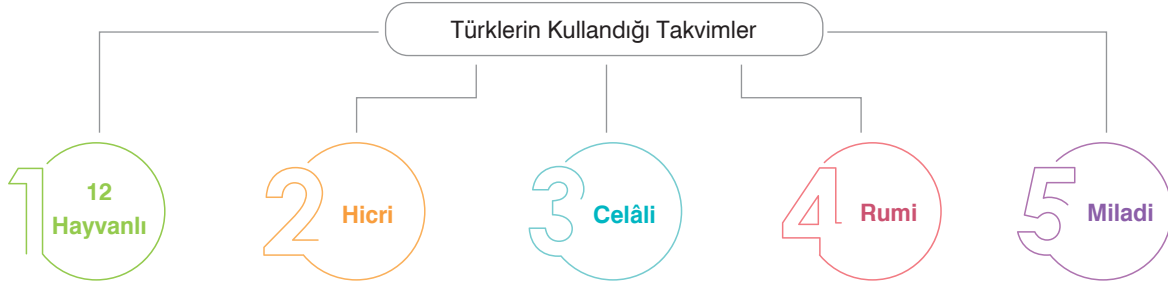 Türklerin Kullandığı Takvimler
1
12
Hayvanlı
2
Hicri
3
Celâli
4
Rumi
5
Miladi